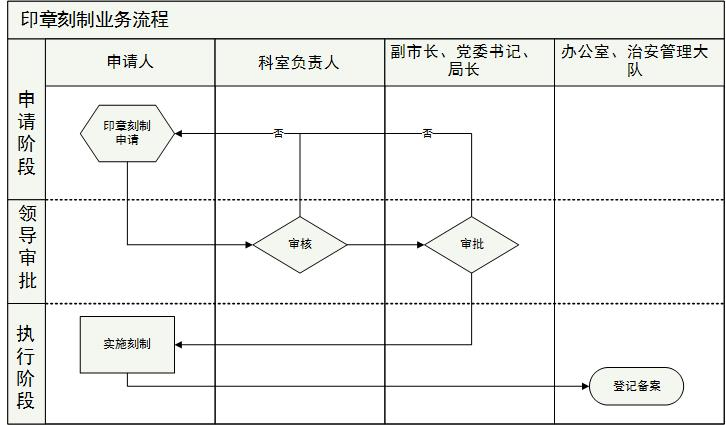 印章刻制业务流程
申请人
科室负责人
副市长、党委书记、
局长
办公室、治安管理大
队
申请阶段
印章刻制
申请
否
否
领导审批
审核
审批
执行阶段
实施刻制
登记备案